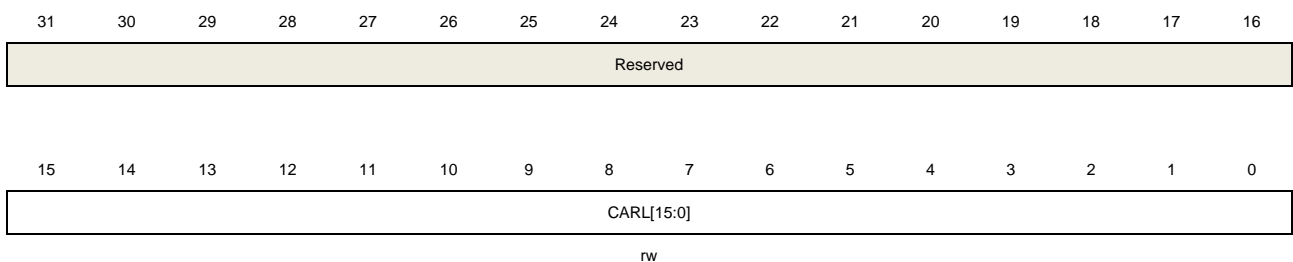 31 30 29 28 27 26 25 24 23 22 21 20 19 18 17 16
Reserved
15 14 13 12 11 10 9 8 7 6 5 4 3 2 1 0
CARL[15:0]
rw